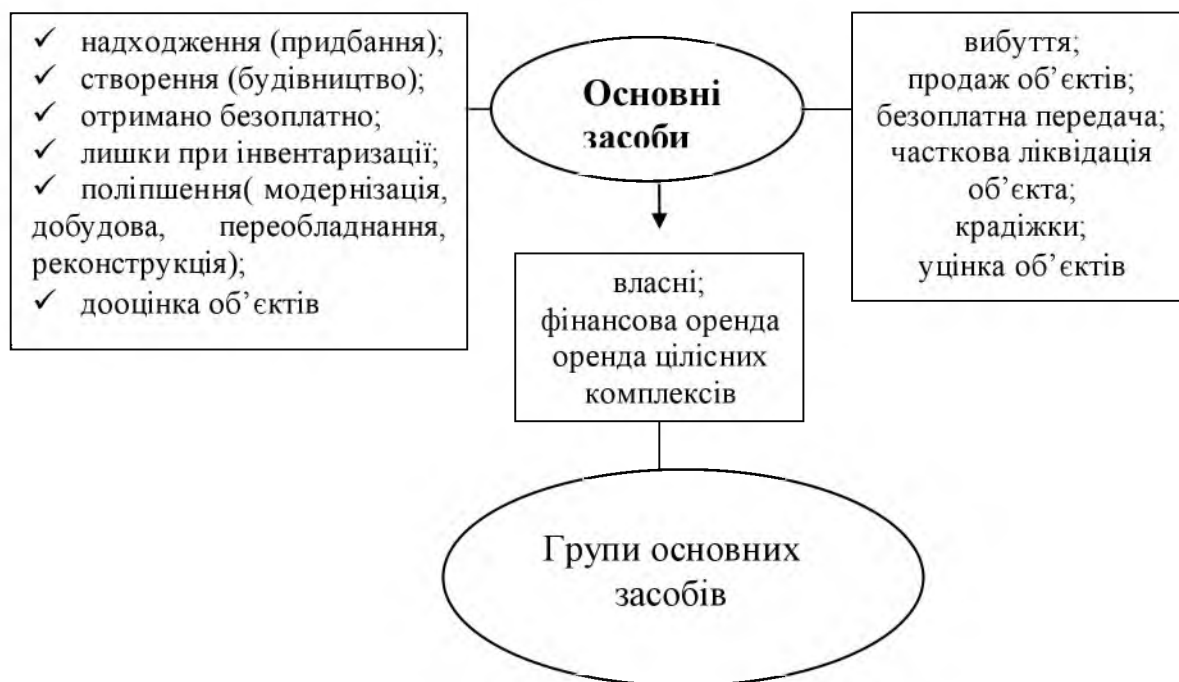 ✓ надходження (придбання);
✓ створення (будівництво);
✓ отримано безоплатно;
✓ лишки при інвентаризації;
✓ поліпшення( модернізація,
добудова, переобладнання,
реконструкція);
✓ дооцінка об’єктів
Основні
засоби
вибуття;
продаж об’єктів;
безоплатна передача;
часткова ліквідація
об’єкта;
крадіжки;
уцінка об’єктів
власні;
фінансова оренда
оренда цілісних
комплексів
Групи основних
засобів